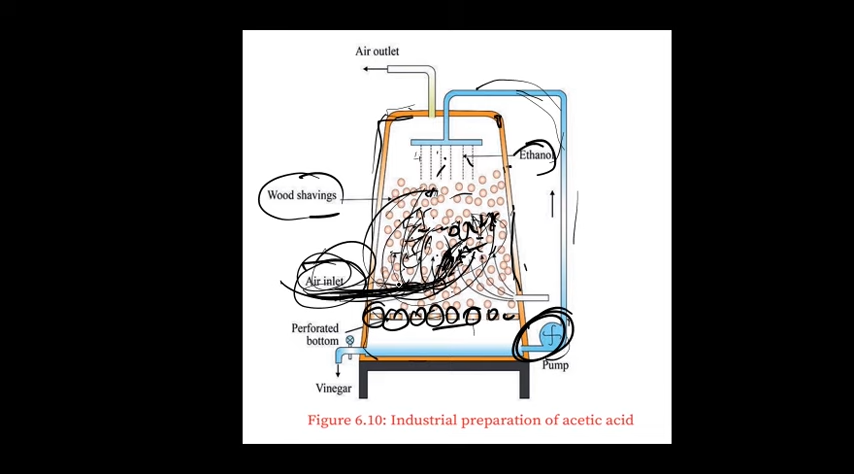 Air outlet
Ethanol
Wood shavings
Air inlet
Perforated
bottom
Pump
Vinegar
Figure 6.10: Industrial preparation of acetic acid